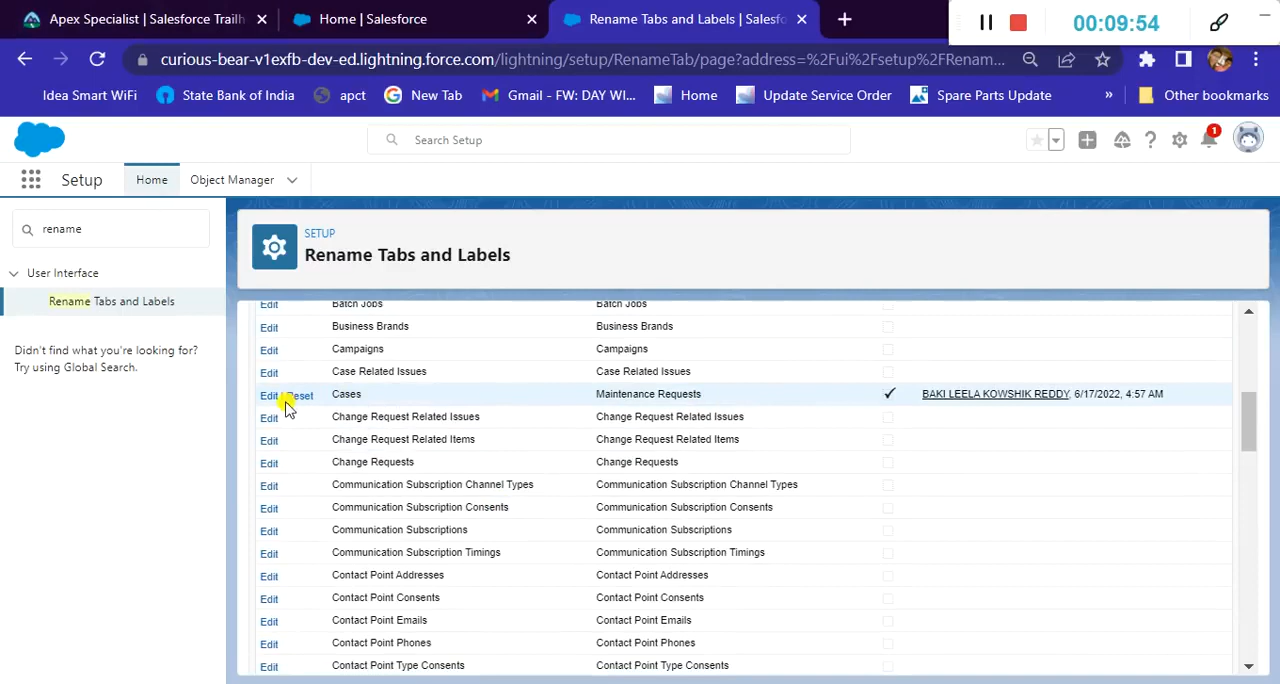 Apex Specialist | Salesforce Trailh
Home | Salesforce
Rename Tabs and Labels | Salesfo
00:09:54
curious-bear-v1exfb-dev-ed.lightning.force.com/lightning/setup/RenameTab/page?address=%2Fui%2Fsetup%2FRenam...
Idea Smart WiFi
State Bank of India
apct
New Tab
Gmail - FW: DAY WI...
Home
Update Service Order
Spare Parts Update
»
Other bookmarks
Search Setup
1
Setup
Home
Object Manager
rename
User Interface
Rename Tabs and Labels
Didn't find what you're looking for?
Try using Global Search.
SETUP
Rename Tabs and Labels
Edit Batch Jobs Batch Jobs
Edit Business Brands Business Brands
Edit Campaigns Campaigns
Edit Case Related Issues Case Related Issues
Edit | Reset Cases Maintenance Requests BAKI LEELA KOWSHIK REDDY, 6/17/2022, 4:57 AM
Edit Change Request Related Issues Change Request Related Issues
Edit Change Request Related Items Change Request Related Items
Edit Change Requests Change Requests
Edit Communication Subscription Channel Types Communication Subscription Channel Types
Edit Communication Subscription Consents Communication Subscription Consents
Edit Communication Subscriptions Communication Subscriptions
Edit Communication Subscription Timings Communication Subscription Timings
Edit Contact Point Addresses Contact Point Addresses
Edit Contact Point Consents Contact Point Consents
Edit Contact Point Emails Contact Point Emails
Edit Contact Point Phones Contact Point Phones
Edit Contact Point Type Consents Contact Point Type Consents